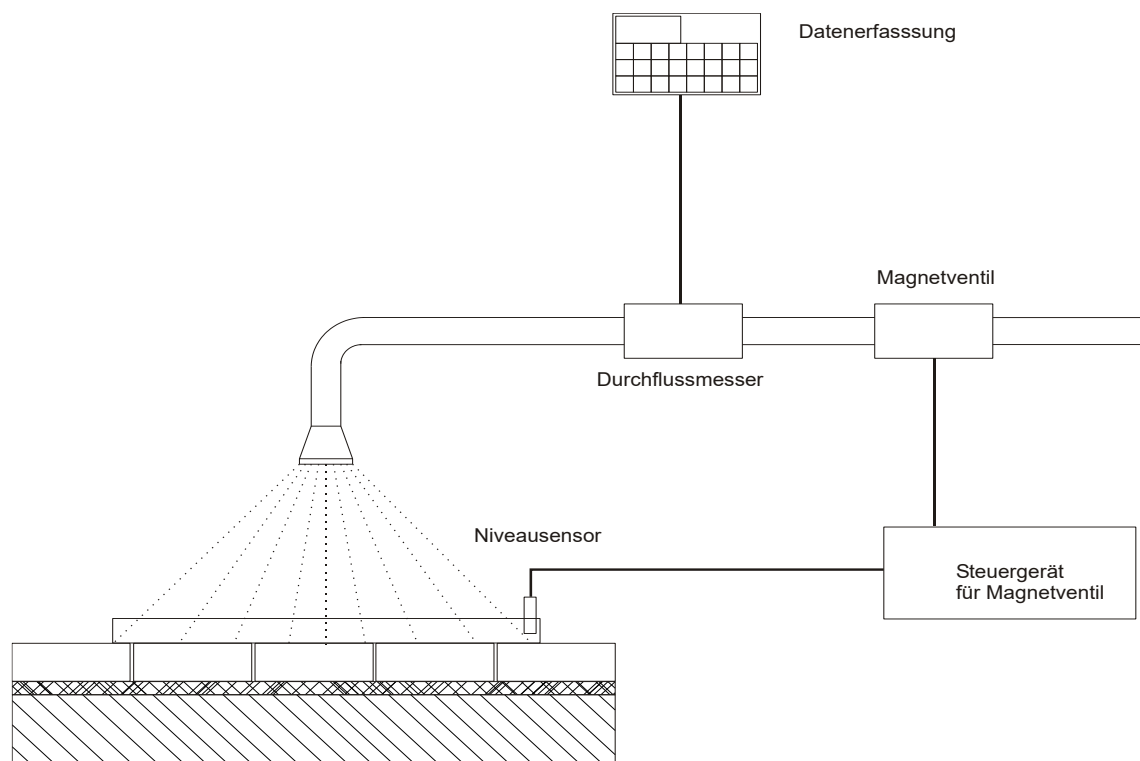 Datenerfasssung
Magnetventil
Durchflussmesser
Niveausensor
Steuergerät
für Magnetventil